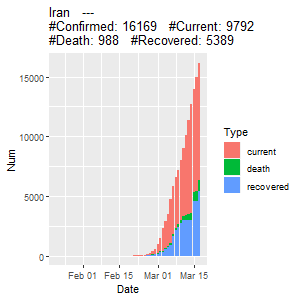 Iran   ---
#Confirmed: 16169   #Current: 9792
#Death: 988   #Recovered: 5389
15000
10000
5000
0
Num
Feb 01
Feb 15
Mar 01
Mar 15
Date
Type
current
death
recovered